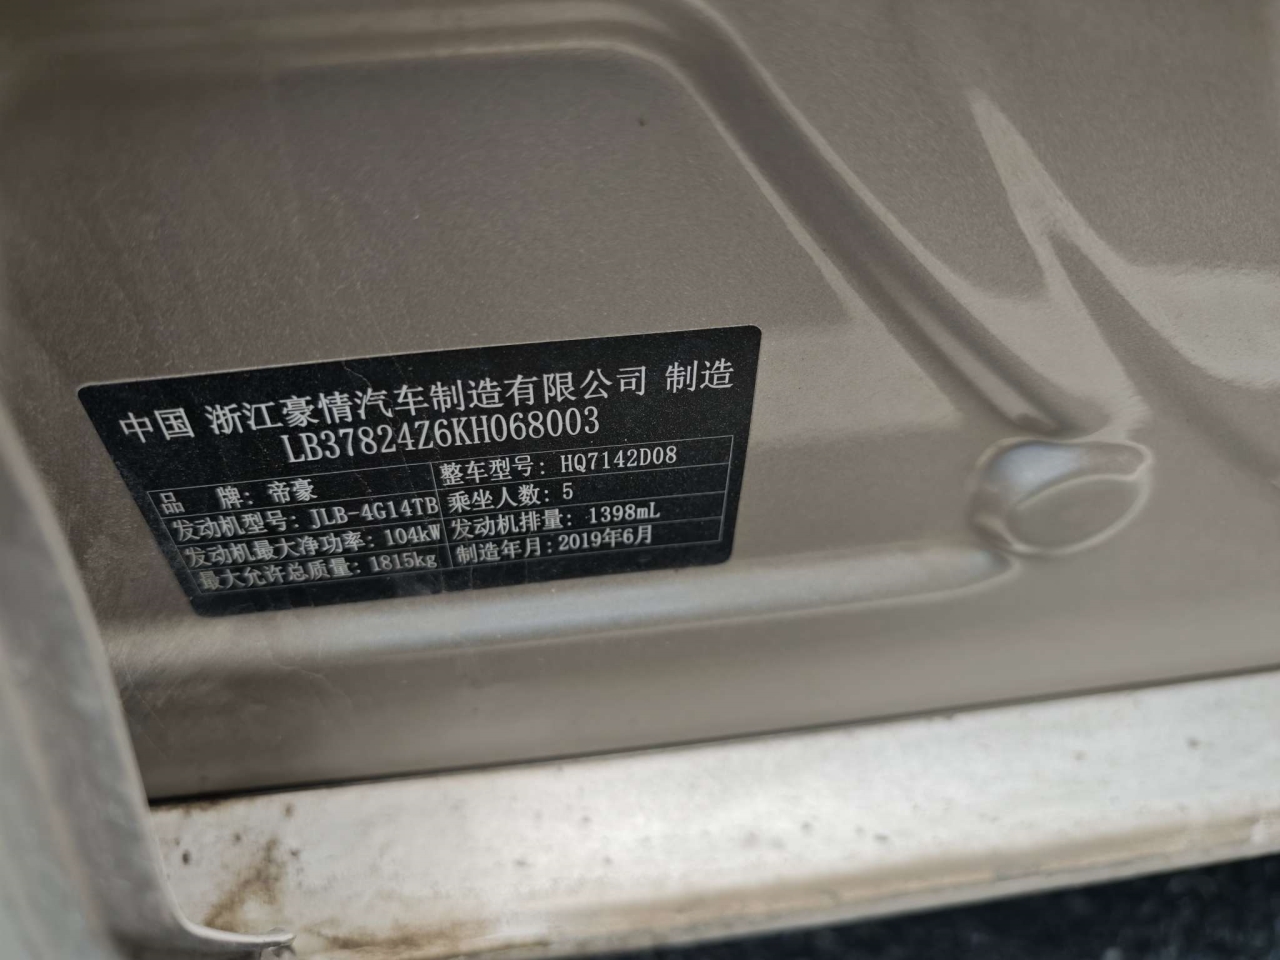 中国 浙江豪情汽车制造有限公司 制造
LB37824Z6KH068003
品 牌: 帝豪 整车型号: HQ7142D08
发动机型号: JLB-4G14TB 乘坐人数: 5
发动机最大净功率: 104kW 发动机排量: 1398mL
最大允许总质量: 1815kg 制造年月: 2019年6月